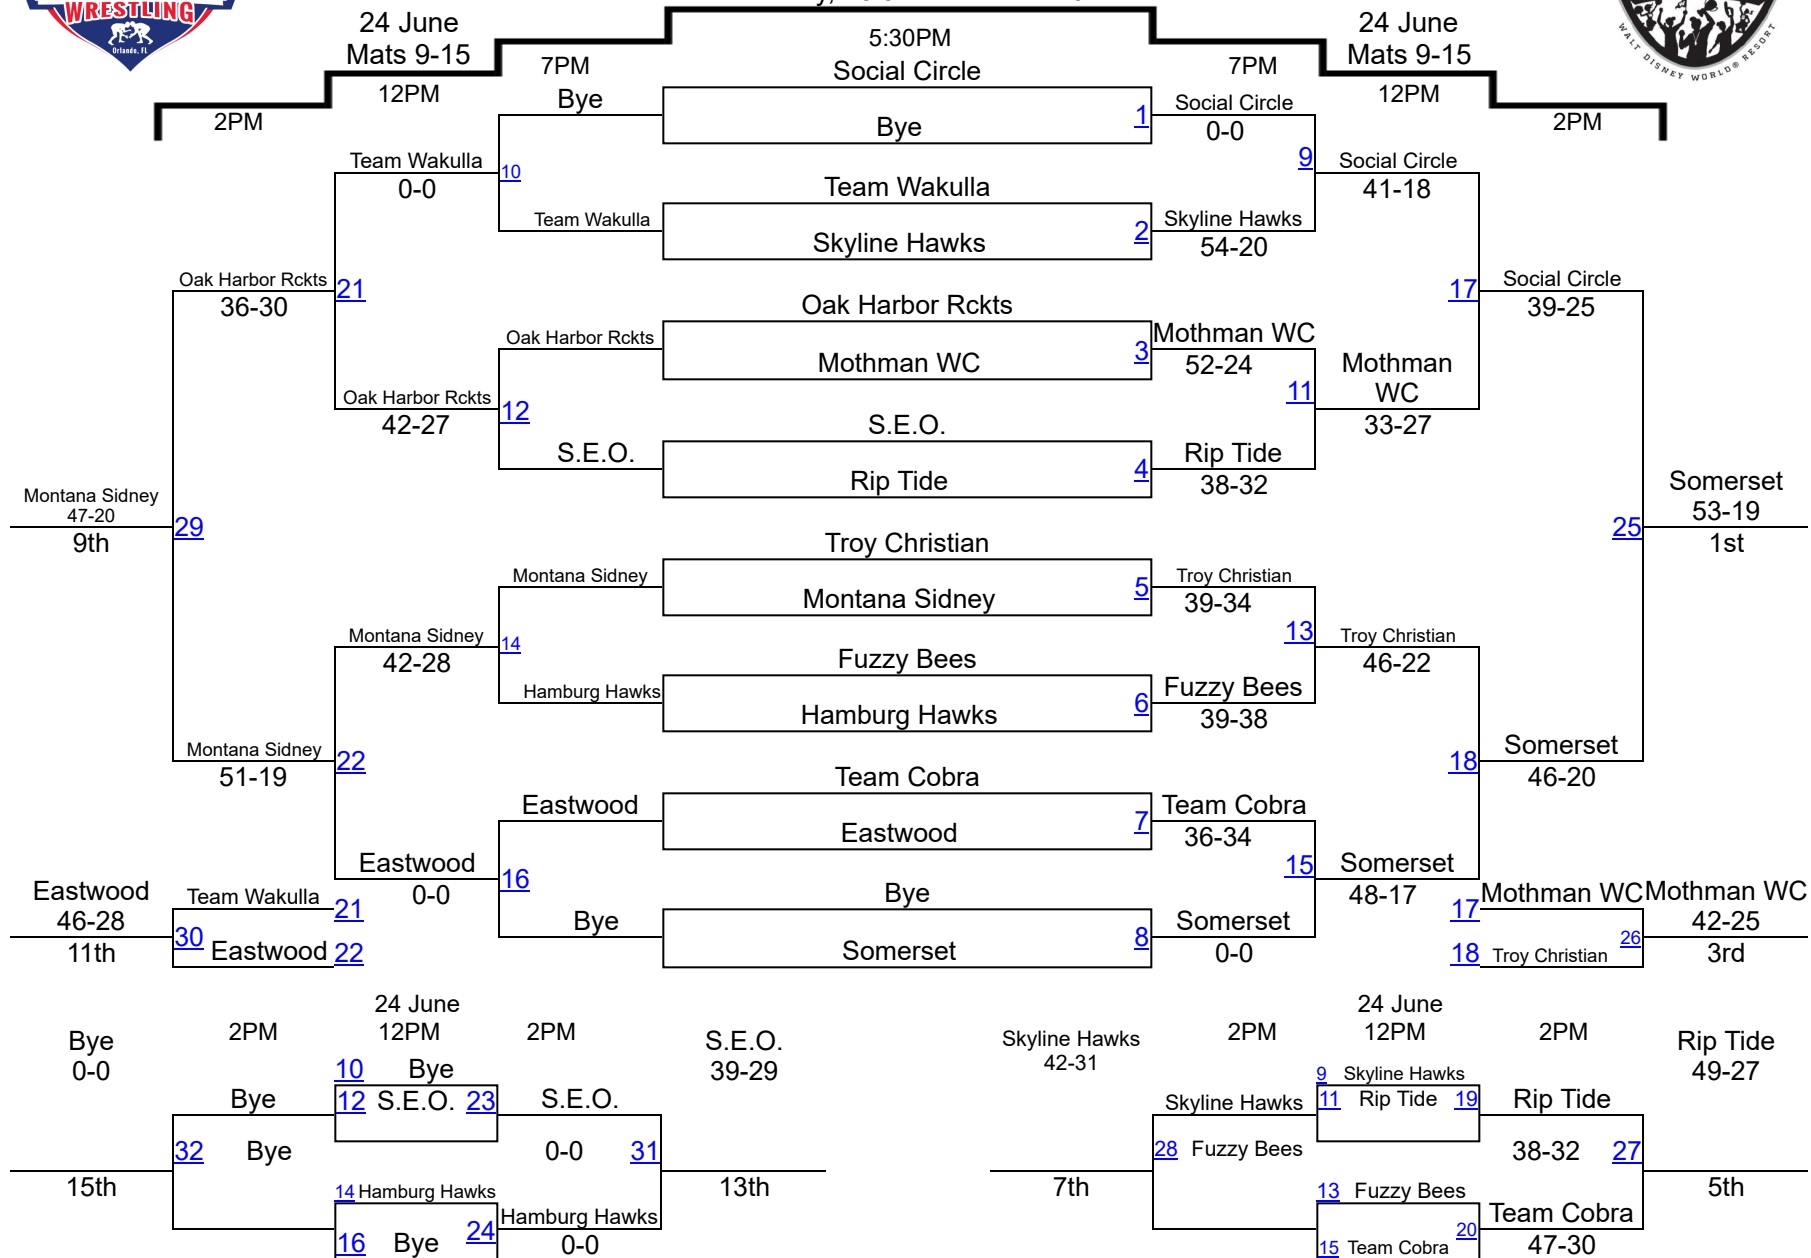 WRESTLING
Orlando, FL
WALT DISNEY WORLD® RESORT
24 June
Mats 9-15
5:30PM
24 June
Mats 9-15
7PM
Social Circle
7PM
12PM
Bye
Social Circle
12PM
2PM
Bye
1
0-0
2PM
Team Wakulla
10
9
Social Circle
0-0
Team Wakulla
41-18
Team Wakulla
2
Skyline Hawks
Skyline Hawks
54-20
Oak Harbor Rckts
21
17
Social Circle
36-30
Oak Harbor Rckts
39-25
Oak Harbor Rckts
3
Mothman WC
Mothman WC
52-24
Mothman
WC
Oak Harbor Rckts
12
11
42-27
S.E.O.
33-27
S.E.O.
4
Rip Tide
Rip Tide
38-32
Montana Sidney
47-20
29
9th
Somerset
53-19
25
1st
Troy Christian
Montana Sidney
5
Troy Christian
Montana Sidney
39-34
Montana Sidney
14
13
Troy Christian
42-28
Fuzzy Bees
46-22
Hamburg Hawks
6
Fuzzy Bees
Hamburg Hawks
39-38
Montana Sidney
22
18
Somerset
51-19
Team Cobra
46-20
Eastwood
7
Team Cobra
Eastwood
36-34
Eastwood
16
15
Somerset
0-0
Bye
48-17
Bye
8
Somerset
Somerset
0-0
Eastwood
46-28
11th
Team Wakulla
21
30
Eastwood
22
17
Mothman WC
Mothman WC
42-25
26
18
Troy Christian
3rd
24 June
24 June
Bye
0-0
2PM
12PM
2PM
S.E.O.
39-29
Skyline Hawks
42-31
2PM
12PM
2PM
Rip Tide
49-27
10
Bye
9
Skyline Hawks
Bye
12
S.E.O.
23
S.E.O.
Skyline Hawks
11
Rip Tide
19
Rip Tide
32
Bye
0-0
31
28
Fuzzy Bees
38-32
27
15th
13th
7th
5th
14
Hamburg Hawks
13
Fuzzy Bees
24
Hamburg Hawks
20
Team Cobra
16
Bye
0-0
15
Team Cobra
47-30